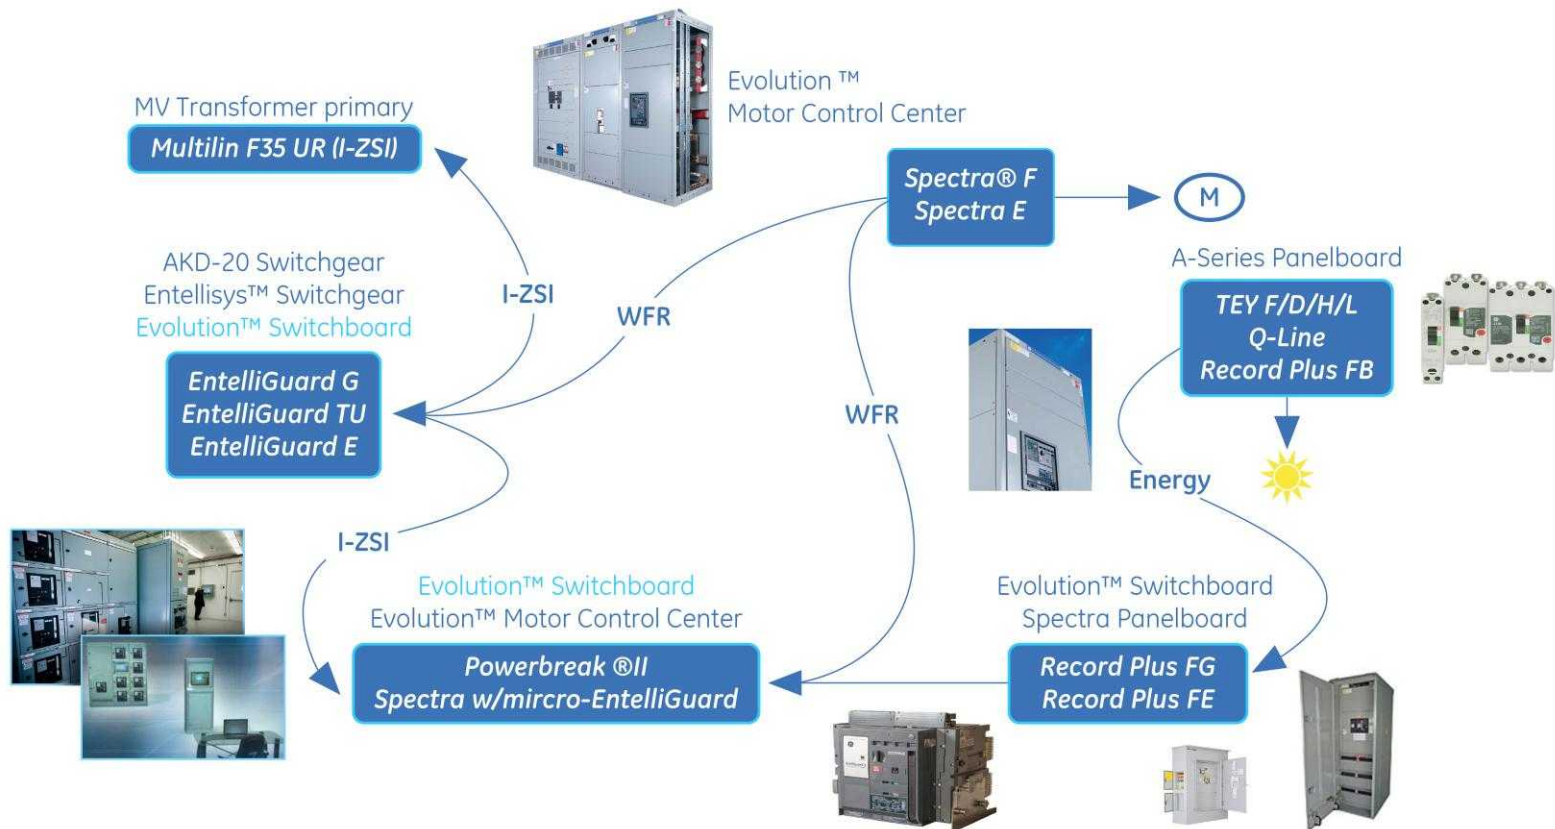 Evolution ™
Motor Control Center
MV Transformer primary
Multilin F35 UR (I-ZSI)
Spectra® F
Spectra E
M
AKD-20 Switchgear
Entellisys™ Switchgear
Evolution™ Switchboard
I-ZSI
WFR
A-Series Panelboard
TEY F/D/H/L
Q-Line
Record Plus FB
EntelliGuard G
EntelliGuard TU
EntelliGuard E
WFR
Energy
I-ZSI
Evolution™ Switchboard
Evolution™ Motor Control Center
Powerbreak ®II
Spectra w/mircro-EntelliGuard
Evolution™ Switchboard
Spectra Panelboard
Record Plus FG
Record Plus FE